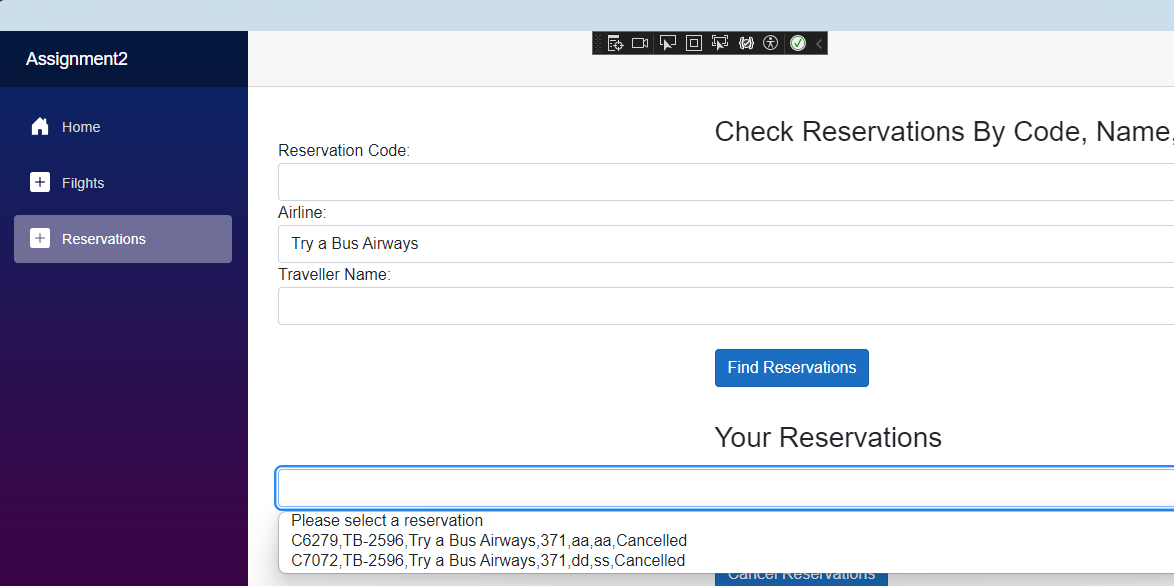 Assignment2
Home
Filghts
Reservations
Check Reservations By Code, Name,
Reservation Code:
Airline:
Try a Bus Airways
Traveller Name:
Find Reservations
Your Reservations
Please select a reservation
C6279,TB-2596,Try a Bus Airways,371,aa,aa,Cancelled
C7072,TB-2596,Try a Bus Airways,371,dd,ss,Cancelled
Cancel Reservations